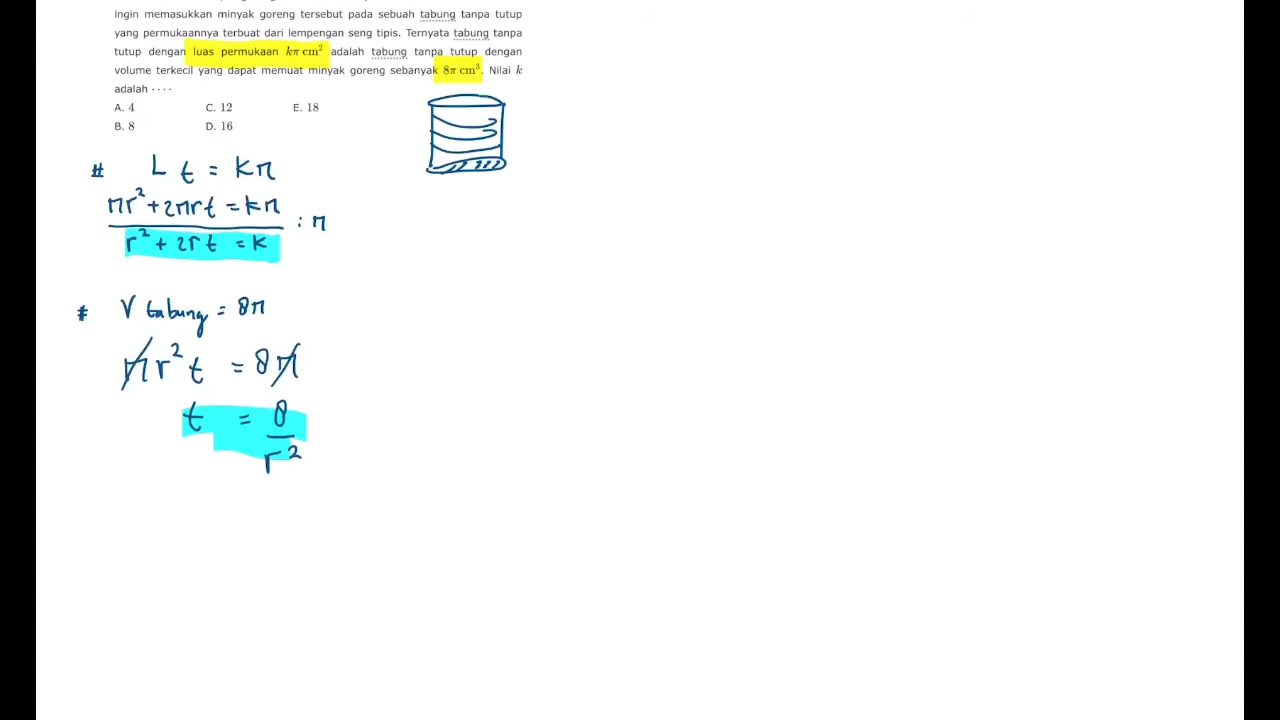 ingin memasukkan minyak goreng tersebut pada sebuah tabung tanpa tutup
yang permukaannya terbuat dari lempengan seng tipis. Ternyata tabung tanpa
tutup dengan luas permukaan kπ cm² adalah tabung tanpa tutup dengan
volume terkecil yang dapat memuat minyak goreng sebanyak 8π cm³. Nilai k
adalah ····
A. 4 C. 12 E. 18
B. 8 D. 16
# L t = kπ
πr² + 2πrt = kπ
: π
r² + 2rt = k
# V tabung = 8π
πr² t = 8π
t = 8/r²